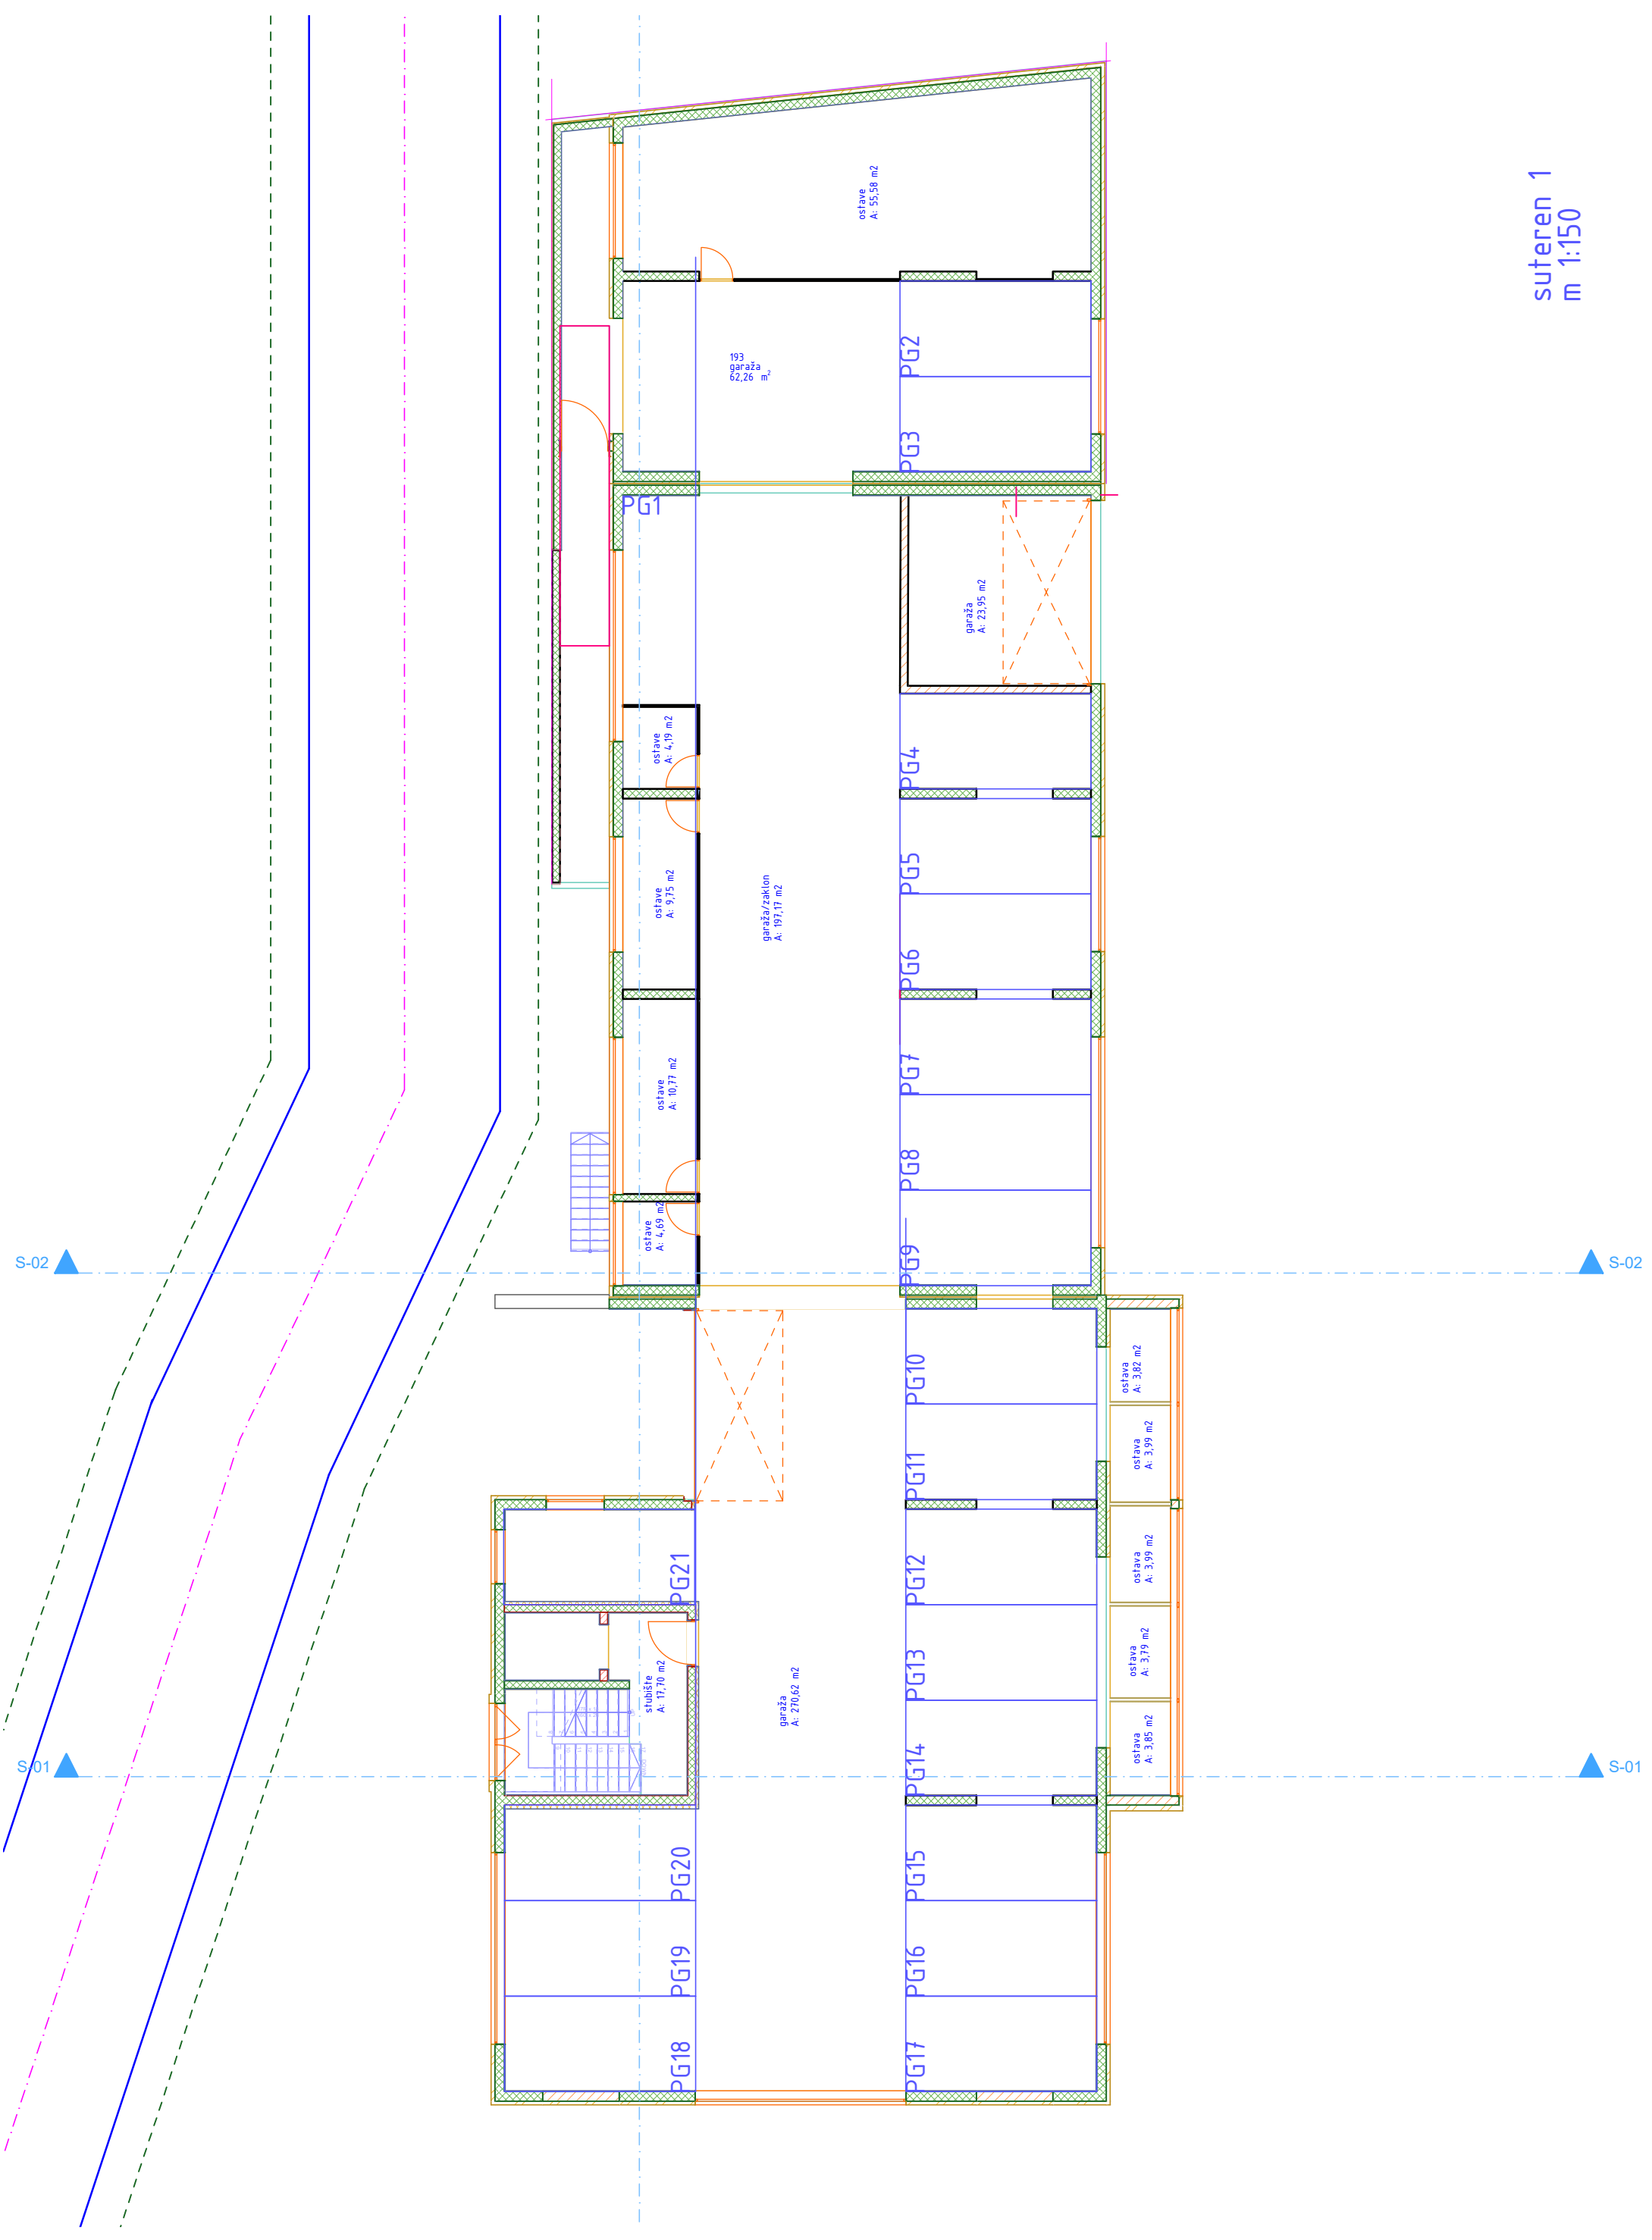 suteren 1
m 1:150
ostave
A: 55,58 m2
193
garaža
62,26 m²
PG2
PG3
PG1
garaža
A: 23,95 m2
ostave
A: 4,19 m2
PG4
ostave
A: 9,75 m2
garaža/zaklon
A: 197,17 m2
PG5
PG6
ostave
A: 10,77 m2
PG7
PG8
ostave
A: 4,69 m2
PG9
S-02
S-02
PG10
ostava
A: 3,82 m2
PG11
ostava
A: 3,99 m2
PG21
PG12
ostava
A: 3,99 m2
stubište
A: 17,70 m2
garaža
A: 270,62 m2
PG13
ostava
A: 3,79 m2
PG14
ostava
A: 3,85 m2
S-01
S-01
PG20
PG15
PG19
PG16
PG18
PG17